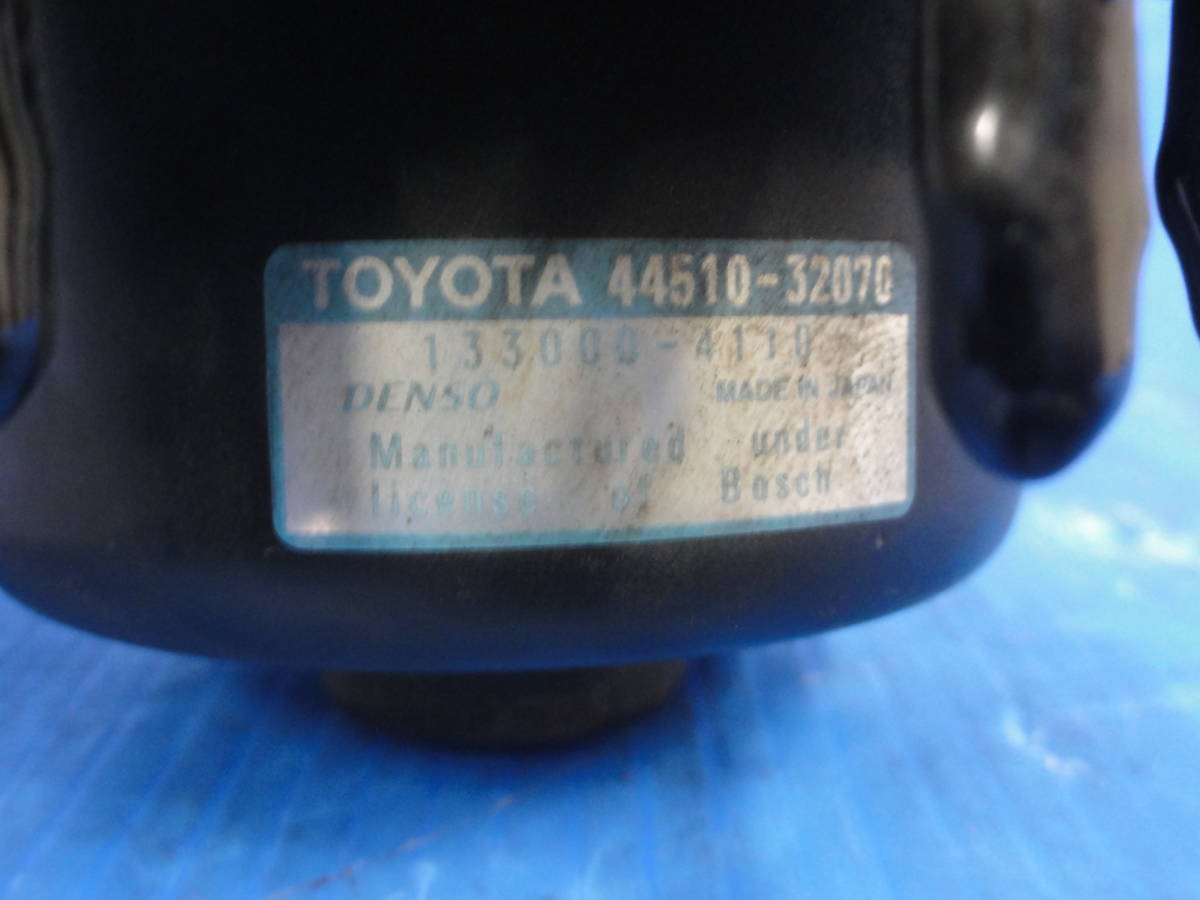 TOYOTA 44510-32070
133000-4110
DENSO MADE IN JAPAN
Manufactured under
license of Bosch